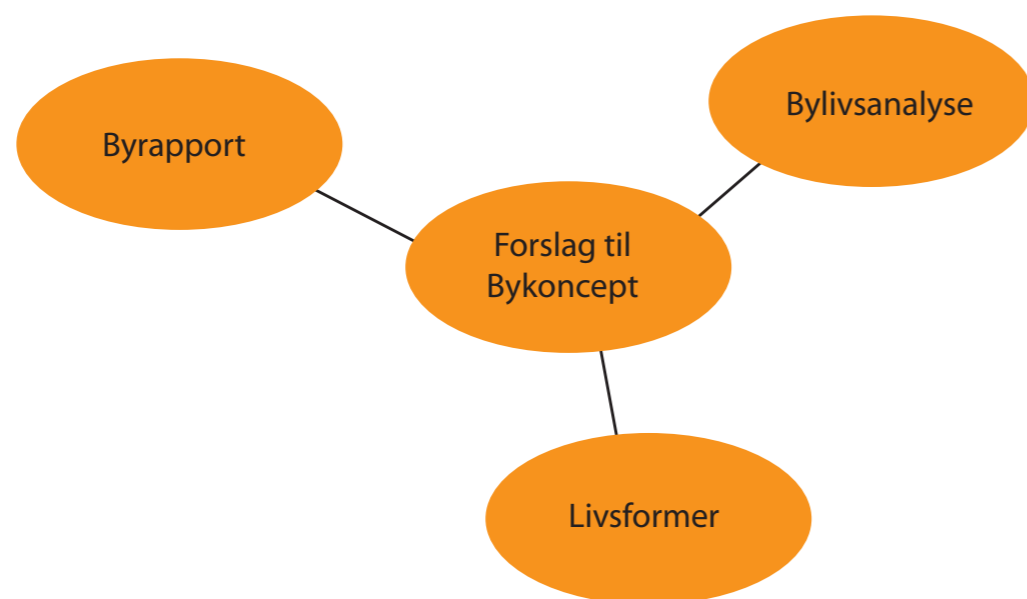 Byrapport
Bylivsanalyse
Forslag til
Bykoncept
Livsformer